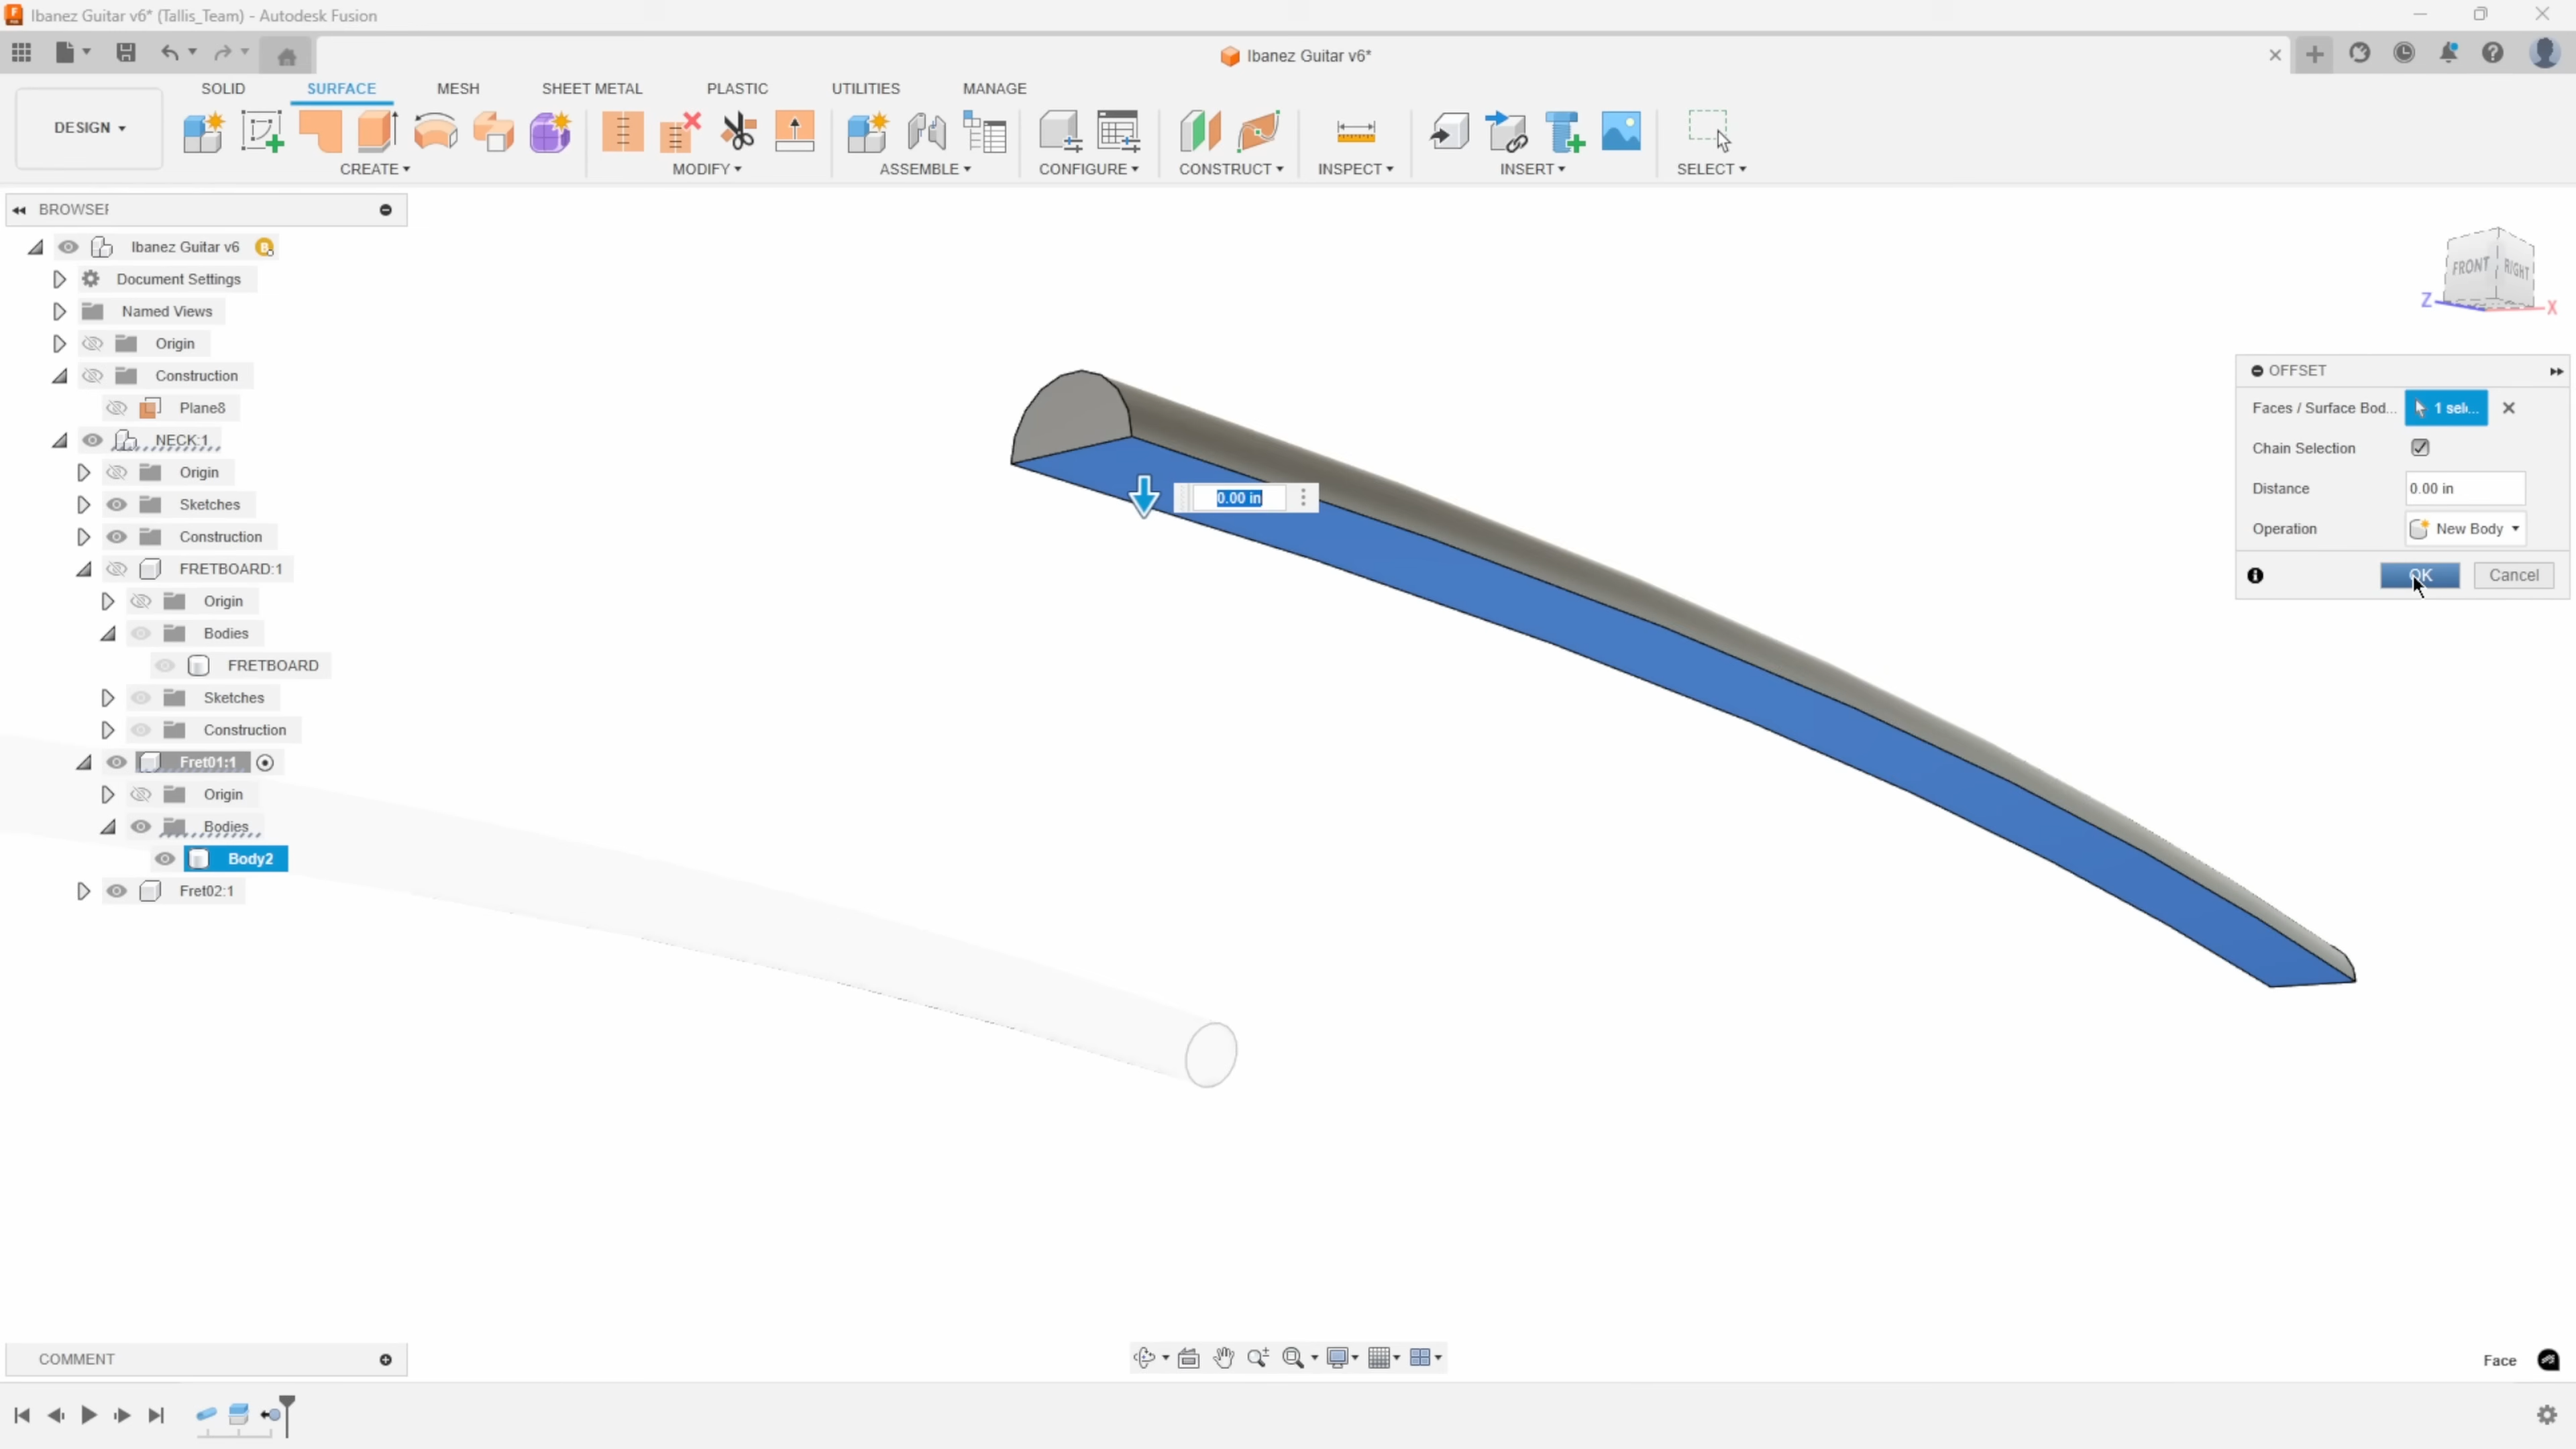 Ibanez Guitar v6* (Tallis_Team) - Autodesk Fusion
Ibanez Guitar v6*
SOLID SURFACE MESH SHEET METAL PLASTIC UTILITIES MANAGE
DESIGN
CREATE MODIFY ASSEMBLE CONFIGURE CONSTRUCT INSPECT INSERT SELECT
BROWSER
Ibanez Guitar v6
Document Settings
Named Views
Origin
Construction
Plane8
NECK:1
Origin
Sketches
Construction
FRETBOARD:1
Origin
Bodies
FRETBOARD
Sketches
Construction
Fret01:1
Origin
Bodies
Body2
Fret02:1
0.00 in
FRONT RIGHT
Z X
OFFSET
Faces / Surface Bod... 1 sel...
Chain Selection
Distance 0.00 in
Operation New Body
OK Cancel
COMMENT
Face